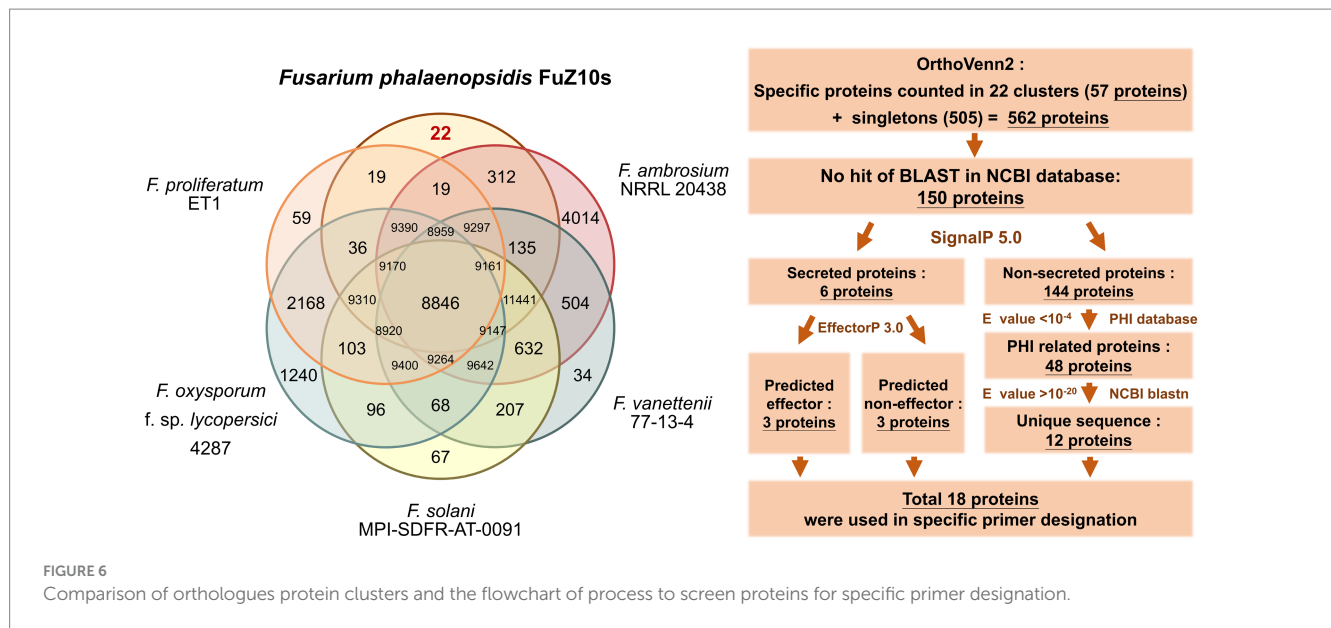 Fusarium phalaenopsidis FuZ10s
22
F. proliferatum
ET1
F. ambrosium
NRRL 20438
19
19
312
59
4014
9390
8959
9297
36
135
9170
9161
2168
9310
8846
11441
504
8920
9147
103
632
9400
9264
9642
1240
34
96
68
207
F. oxysporum
f. sp. lycopersici
4287
F. vanettenii
77-13-4
67
F. solani
MPI-SDFR-AT-0091
OrthoVenn2 :
Specific proteins counted in 22 clusters (57 proteins)
+ singletons (505) = 562 proteins
No hit of BLAST in NCBI database:
150 proteins
SignalP 5.0
Secreted proteins :
6 proteins
Non-secreted proteins :
144 proteins
EffectorP 3.0
E value <10-4 PHI database
PHI related proteins :
48 proteins
Predicted
effector :
3 proteins
Predicted
non-effector :
3 proteins
E value >10-20 NCBI blastn
Unique sequence :
12 proteins
Total 18 proteins
were used in specific primer designation
FIGURE 6
Comparison of orthologues protein clusters and the flowchart of process to screen proteins for specific primer designation.